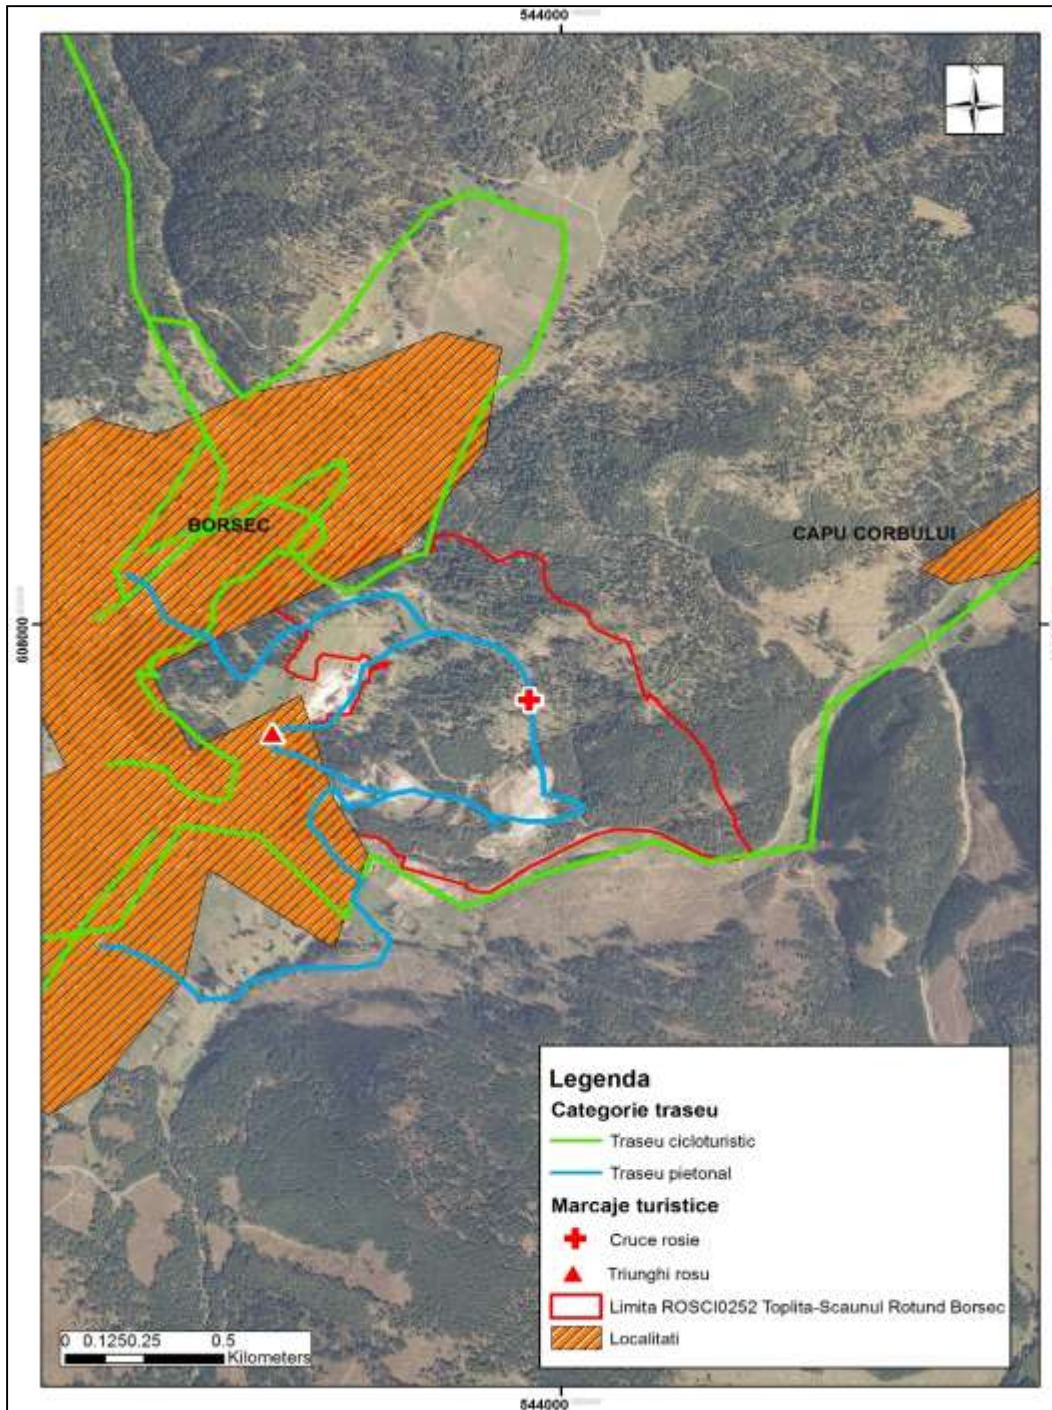 544000
N
BORSEC
CAPU CORBULUI
608000
Legenda
Categorie traseu
Traseu cicloturistic
Traseu pietonal
Marcaje turistice
Cruce rosie
Triunghi rosu
Limita ROSCI0252 Toplita-Scaunul Rotund Borsec
Localitati
0 0.1250.25 0.5
Kilometers
544000